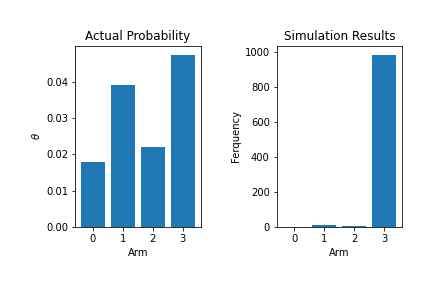 Actual Probability
θ
0.04
0.03
0.02
0.01
0.00
0 1 2 3
Arm
Simulation Results
Ferquency
1000
800
600
400
200
0
0 1 2 3
Arm